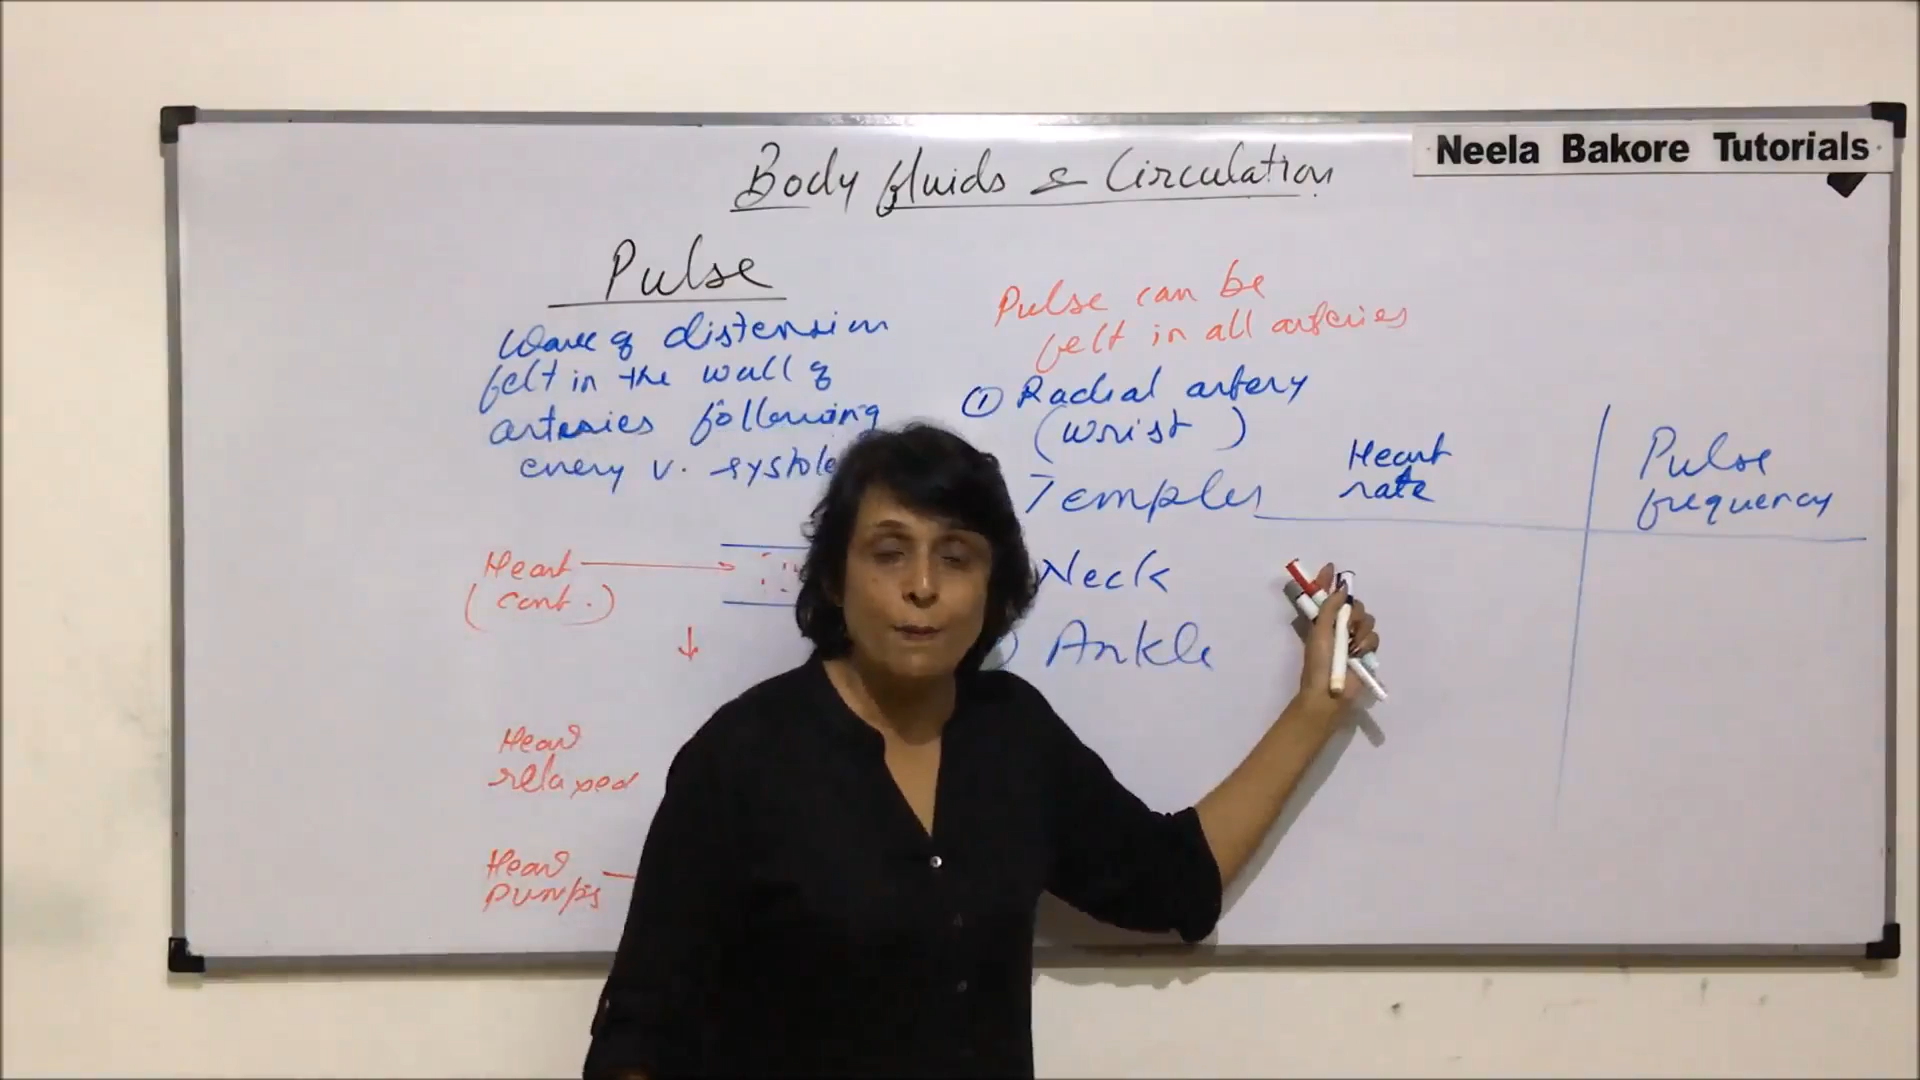 Neela Bakore Tutorials
Body fluids & Circulation
Pulse
Wave of distension
felt in the wall of
arteries following
every v. systole
Heart
(cont.)
↓
Heart
relaxed
Heart
pumps
Pulse can be
felt in all arteries
① Radial artery
(wrist)
Temples
Neck
Ankle
Heart
rate
Pulse
frequency